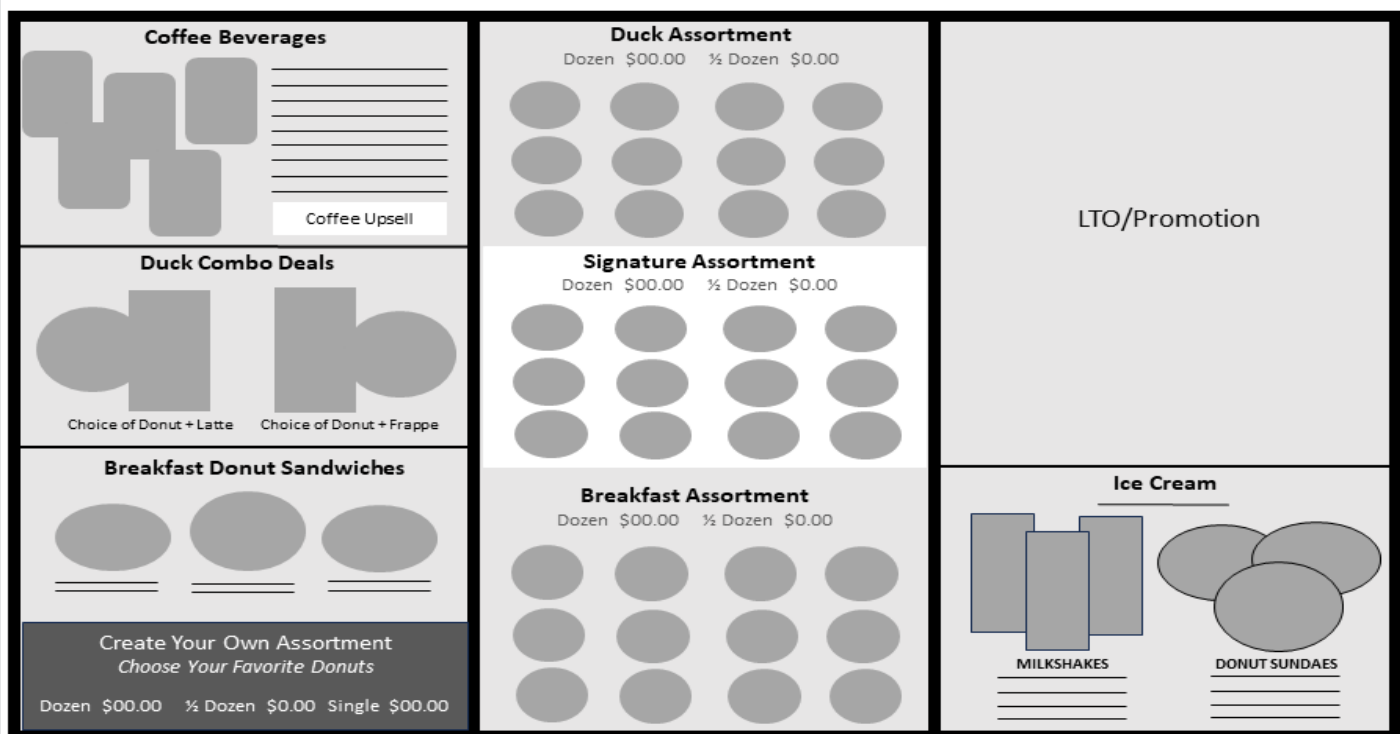 Coffee Beverages
Coffee Upsell
Duck Combo Deals
Choice of Donut + Latte
Choice of Donut + Frappe
Breakfast Donut Sandwiches
Create Your Own Assortment
Choose Your Favorite Donuts
Dozen $00.00 ½ Dozen $0.00 Single $00.00
Duck Assortment
Dozen $00.00 ½ Dozen $0.00
Signature Assortment
Dozen $00.00 ½ Dozen $0.00
Breakfast Assortment
Dozen $00.00 ½ Dozen $0.00
LTO/Promotion
Ice Cream
MILKSHAKES
DONUT SUNDAES